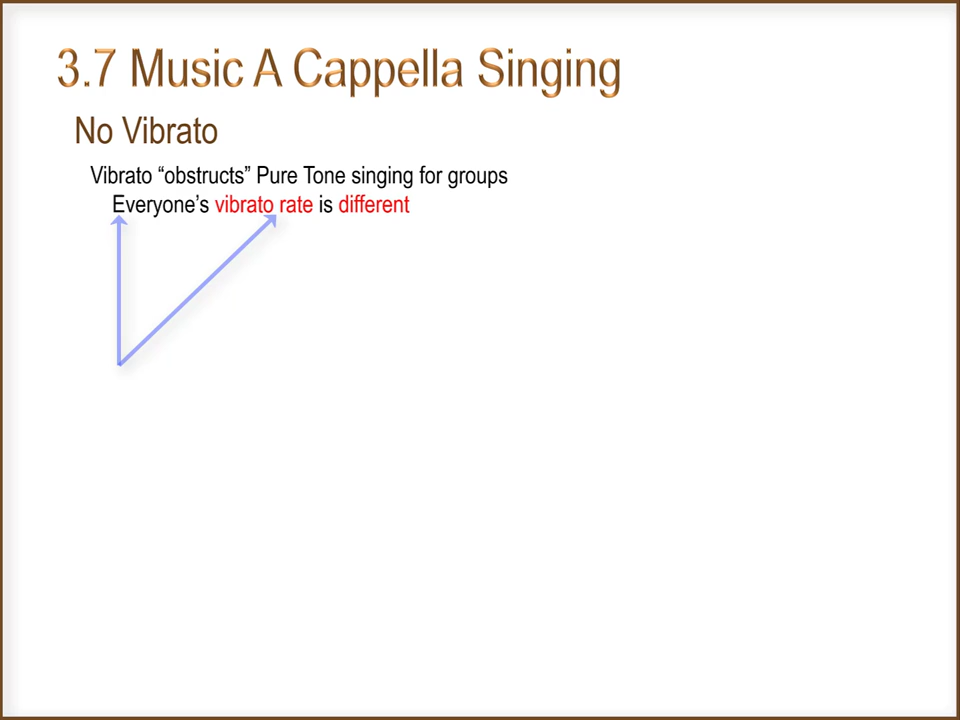 3.7 Music A Cappella Singing
No Vibrato
Vibrato “obstructs” Pure Tone singing for groups
Everyone’s vibrato rate is different